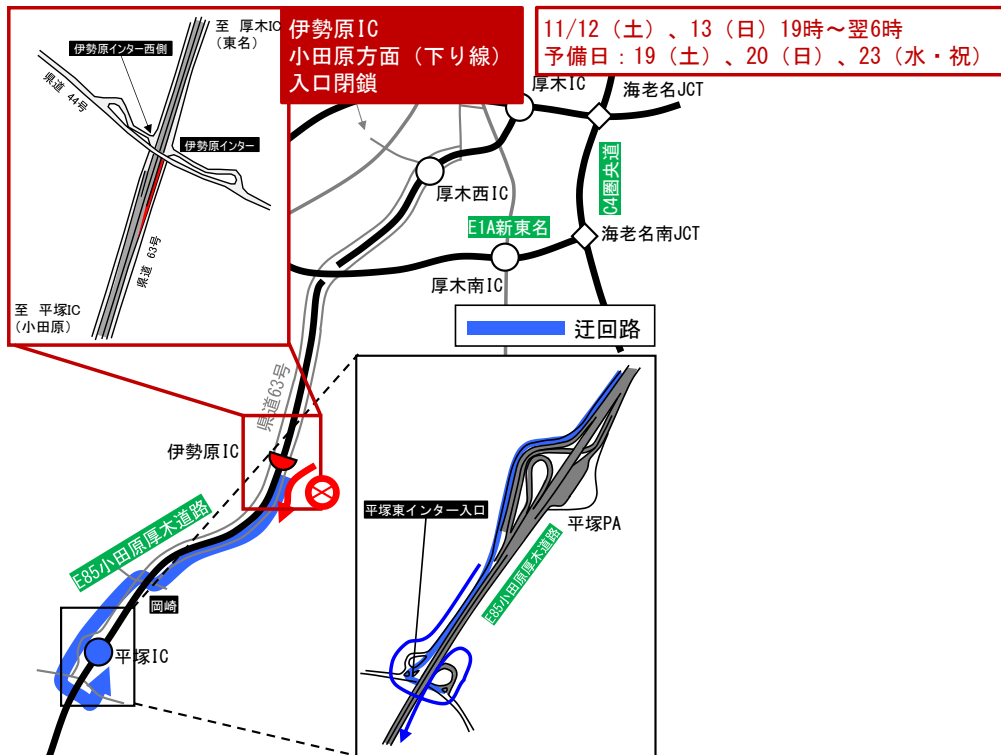 伊勢原IC
小田原方面（下り線）
入口閉鎖
11/12（土）、13（日）19時～翌6時
予備日：19（土）、20（日）、23（水・祝）
至 厚木IC
（東名）
伊勢原インター西側
県道 44号
伊勢原インター
県道 63号
至 平塚IC
（小田原）
厚木IC
海老名JCT
厚木西IC
C4圏央道
E1A新東名
海老名南JCT
厚木南IC
迂回路
県道63号
伊勢原IC
E85小田原厚木道路
岡崎
平塚IC
平塚東インター入口
平塚PA
E85小田原厚木道路